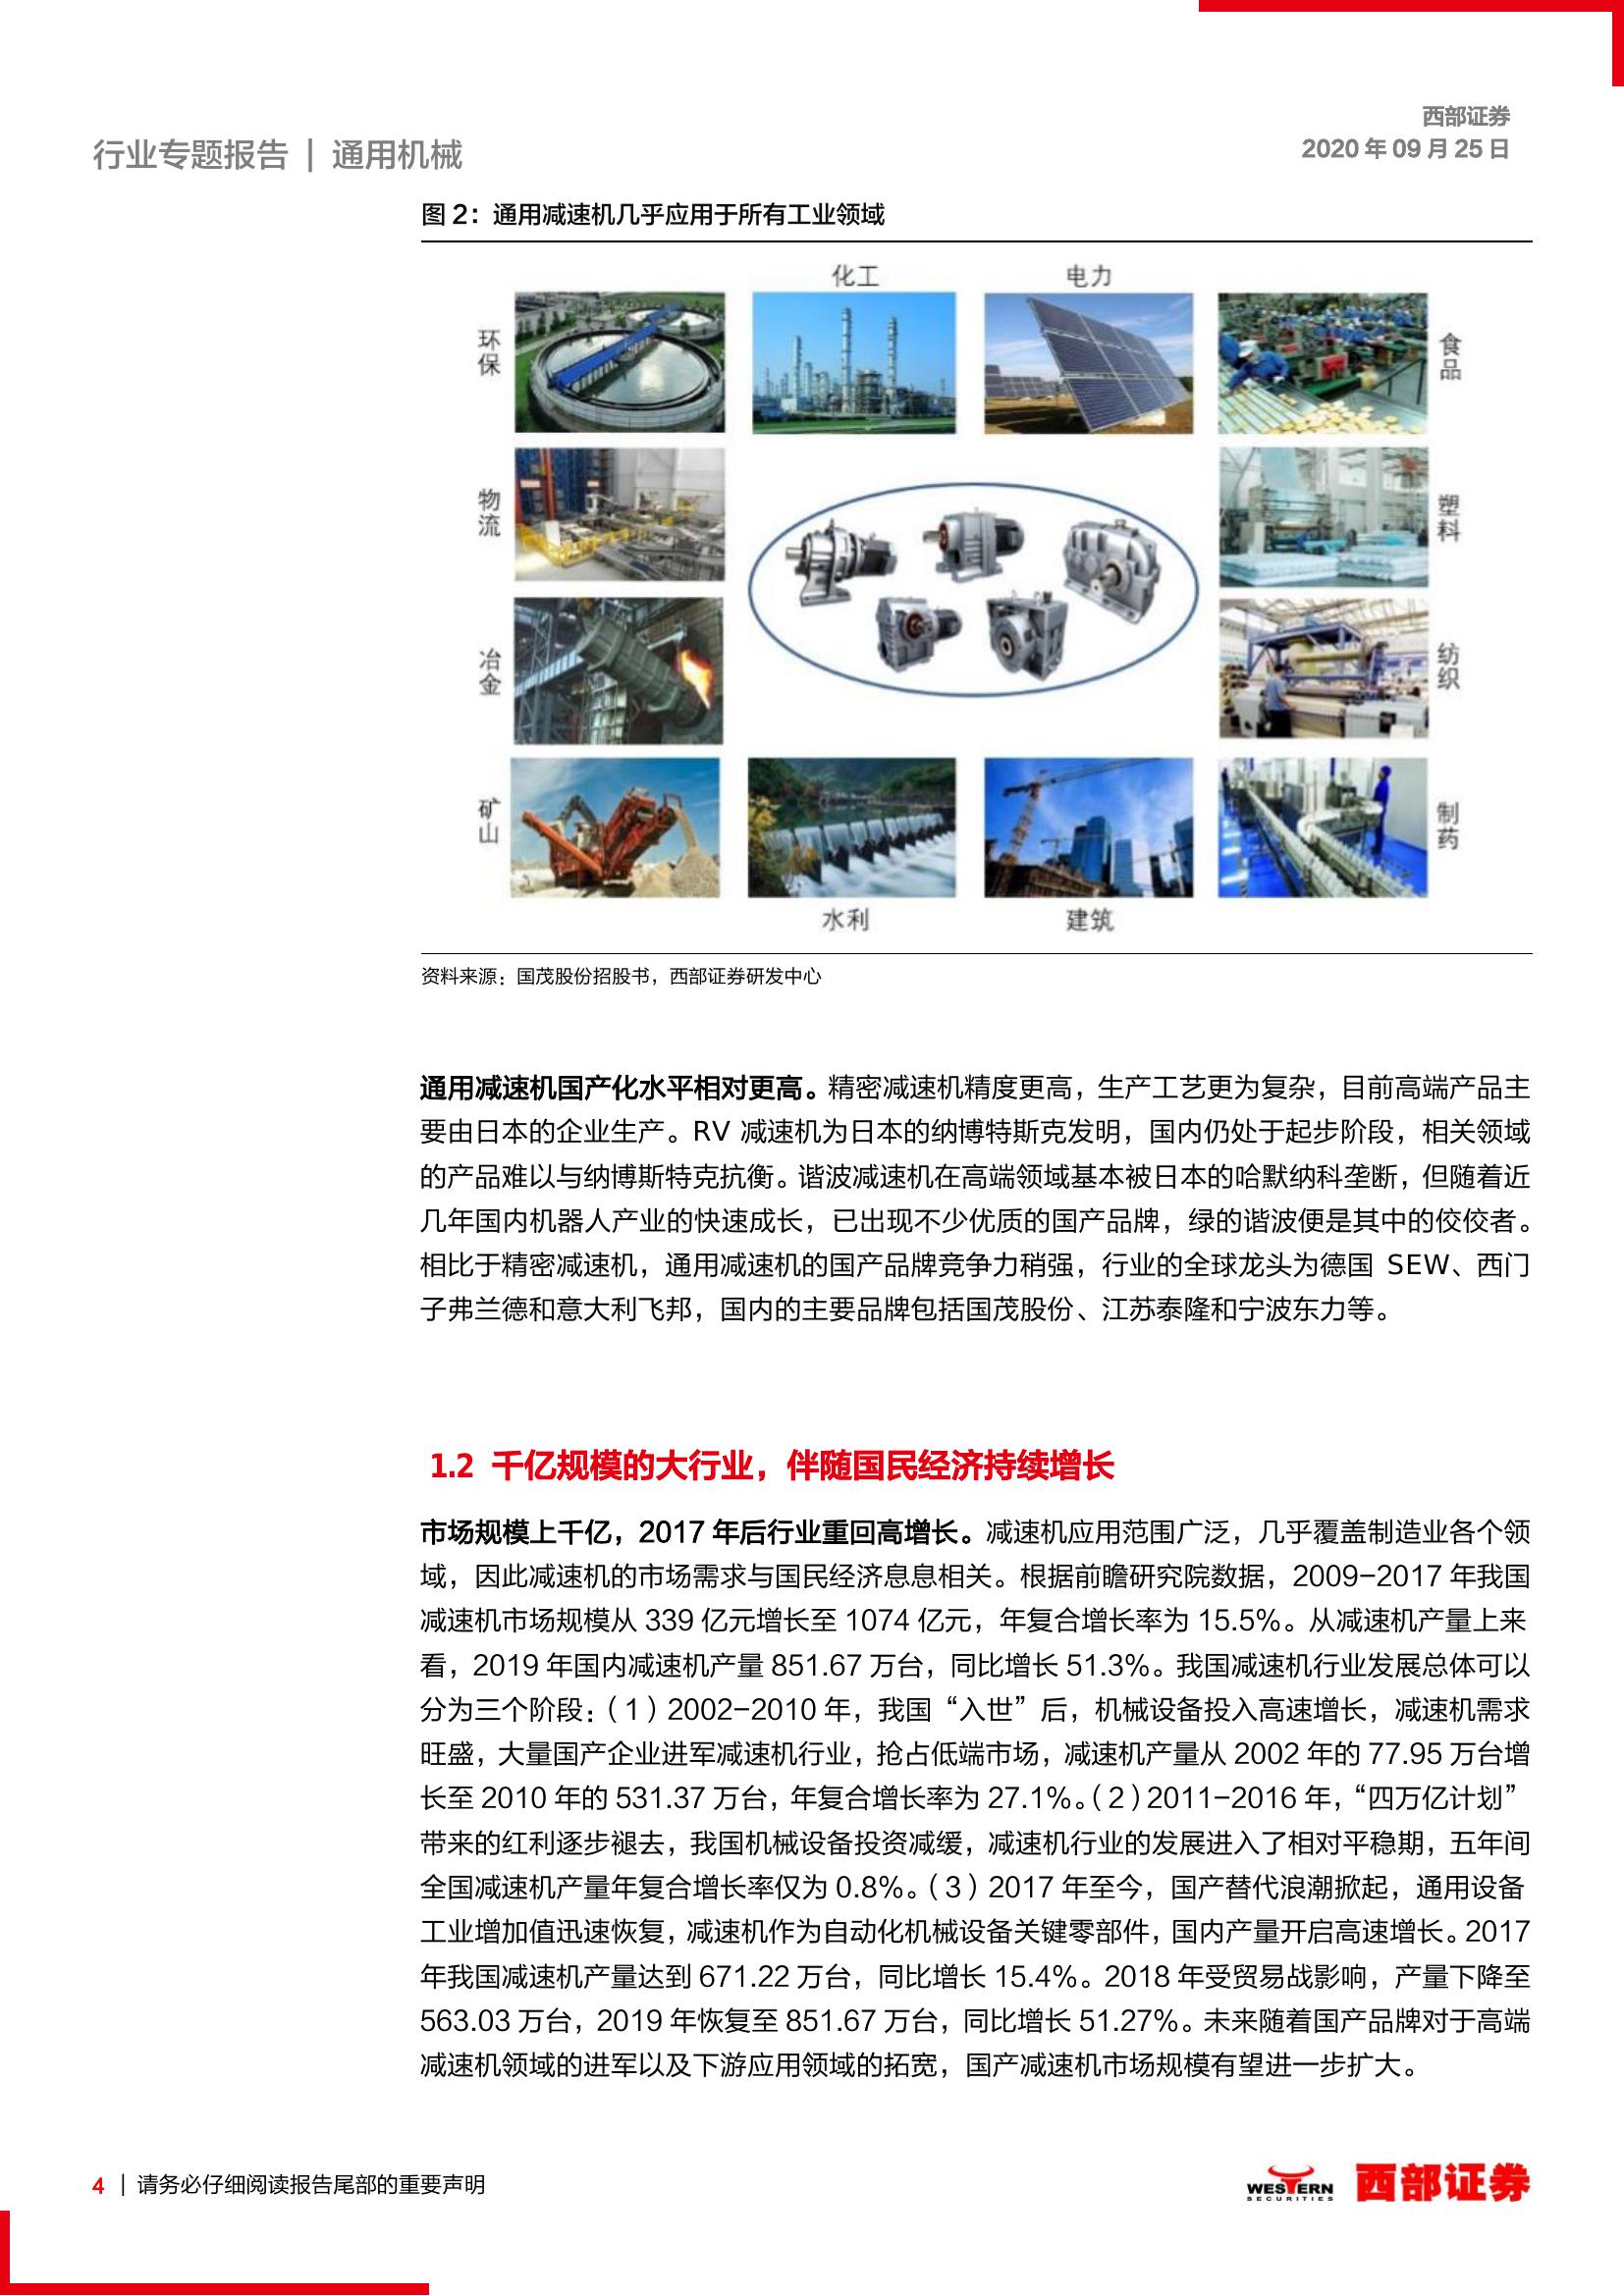 西部证券
行业专题报告 | 通用机械
2020 年 09 月 25 日
图 2：通用减速机几乎应用于所有工业领域
化工
电力
环保
食品
物流
塑料
冶金
纺织
矿山
制药
水利
建筑
资料来源：国茂股份招股书，西部证券研发中心
通用减速机国产化水平相对更高。精密减速机精度更高，生产工艺更为复杂，目前高端产品主
要由日本的企业生产。RV 减速机为日本的纳博特斯克发明，国内仍处于起步阶段，相关领域
的产品难以与纳博斯特克抗衡。谐波减速机在高端领域基本被日本的哈默纳科垄断，但随着近
几年国内机器人产业的快速成长，已出现不少优质的国产品牌，绿的谐波便是其中的佼佼者。
相比于精密减速机，通用减速机的国产品牌竞争力稍强，行业的全球龙头为德国 SEW、西门
子弗兰德和意大利飞邦，国内的主要品牌包括国茂股份、江苏泰隆和宁波东力等。
1.2 千亿规模的大行业，伴随国民经济持续增长
市场规模上千亿，2017 年后行业重回高增长。减速机应用范围广泛，几乎覆盖制造业各个领
域，因此减速机的市场需求与国民经济息息相关。根据前瞻研究院数据，2009-2017 年我国
减速机市场规模从 339 亿元增长至 1074 亿元，年复合增长率为 15.5%。从减速机产量上来
看，2019 年国内减速机产量 851.67 万台，同比增长 51.3%。我国减速机行业发展总体可以
分为三个阶段：（1）2002-2010 年，我国“入世”后，机械设备投入高速增长，减速机需求
旺盛，大量国产企业进军减速机行业，抢占低端市场，减速机产量从 2002 年的 77.95 万台增
长至 2010 年的 531.37 万台，年复合增长率为 27.1%。（2）2011-2016 年，“四万亿计划”
带来的红利逐步褪去，我国机械设备投资减缓，减速机行业的发展进入了相对平稳期，五年间
全国减速机产量年复合增长率仅为 0.8%。（3）2017 年至今，国产替代浪潮掀起，通用设备
工业增加值迅速恢复，减速机作为自动化机械设备关键零部件，国内产量开启高速增长。2017
年我国减速机产量达到 671.22 万台，同比增长 15.4%。2018 年受贸易战影响，产量下降至
563.03 万台，2019 年恢复至 851.67 万台，同比增长 51.27%。未来随着国产品牌对于高端
减速机领域的进军以及下游应用领域的拓宽，国产减速机市场规模有望进一步扩大。
4 | 请务必仔细阅读报告尾部的重要声明
WESTERN
SECURITIES
西部证券